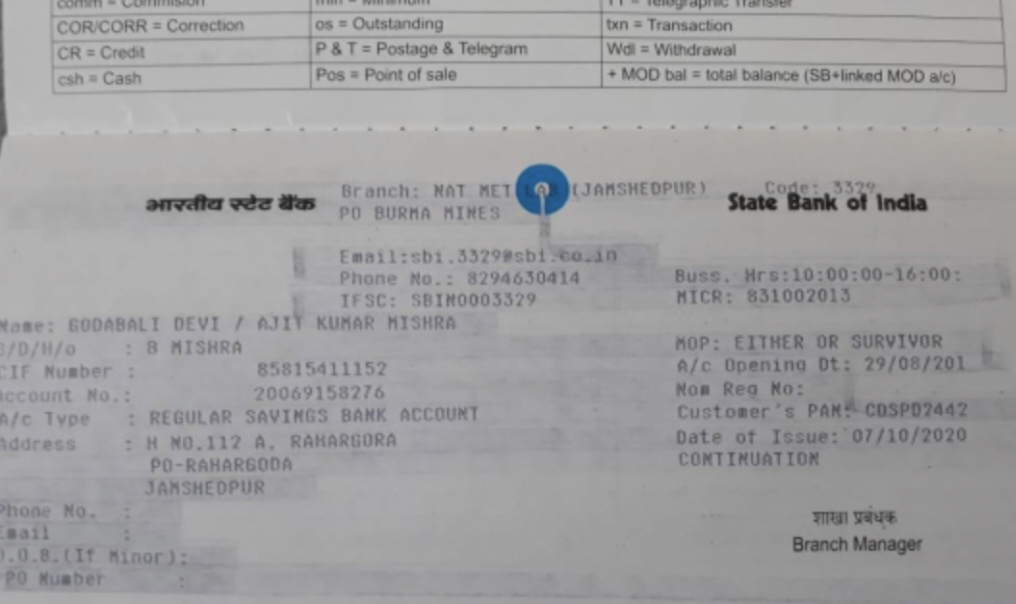 comm = Commission
min = Minimum
TT = Telegraphic Transfer
COR/CORR = Correction
os = Outstanding
txn = Transaction
CR = Credit
P & T = Postage & Telegram
Wdl = Withdrawal
csh = Cash
Pos = Point of sale
+ MOD bal = total balance (SB+linked MOD a/c)
Branch: NAT MET LAB (JAMSHEDPUR) Code: 3329
भारतीय स्टेट बैंक
PO BURMA MINES
State Bank of India
Email:sbi.3329@sbi.co.in
Phone No.: 8294630414
Buss. Hrs:10:00:00-16:00:
IFSC: SBIN0003329
MICR: 831002013
Name: GODABALI DEVI / AJIT KUMAR MISHRA
S/D/H/o : B MISHRA
MOP: EITHER OR SURVIVOR
CIF Number : 85815411152
A/c Opening Dt: 29/08/201
Account No.: 20069158276
Nom Reg No:
A/c Type : REGULAR SAVINGS BANK ACCOUNT
Customer's PAN: CDSPD2442
Address : H NO.112 A, RAHARGORA
Date of Issue: 07/10/2020
PO-RAHARGODA
CONTINUATION
JAMSHEDPUR
Phone No. :
शाखा प्रबंधक
Email :
Branch Manager
D.O.B.(If Minor):
PPO Number :